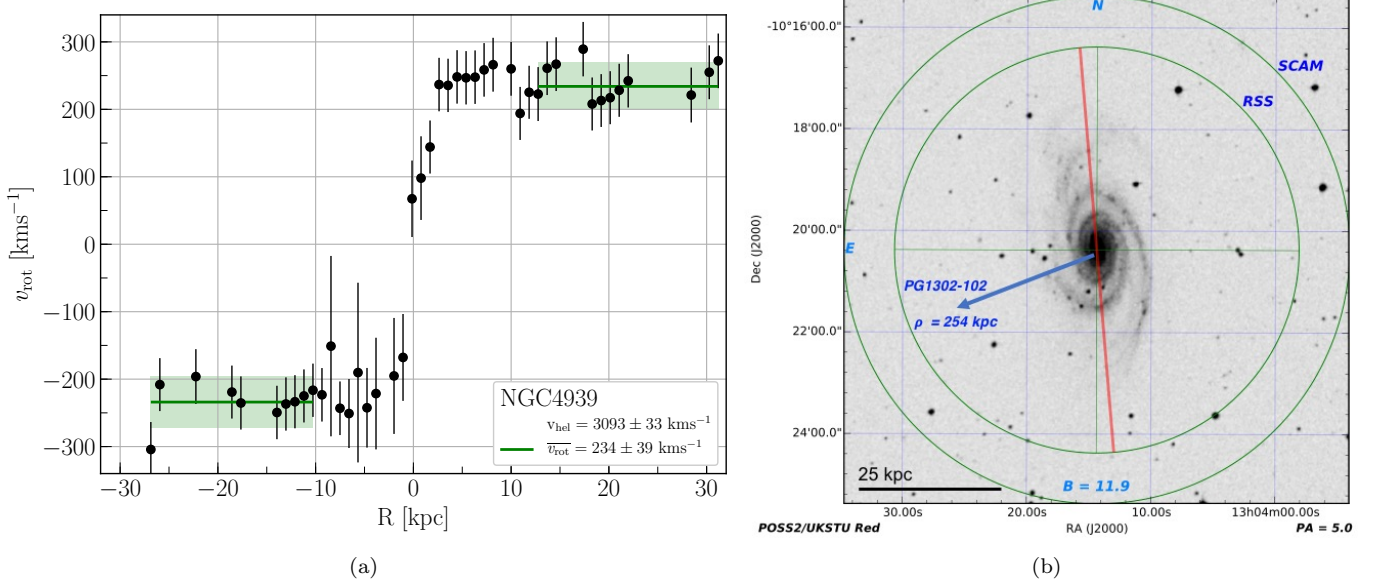 300
200
100
0
−100
−200
−300
v_rot [kms⁻¹]
−30 −20 −10 0 10 20 30
R [kpc]
NGC4939
v_hel = 3093 ± 33 kms⁻¹
v̅_rot = 234 ± 39 kms⁻¹
(a)
N
-10°16'00.0"
SCAM
RSS
18'00.0"
20'00.0"
E
PG1302-102
ρ = 254 kpc
22'00.0"
24'00.0"
Dec (J2000)
25 kpc
B = 11.9
30.00s 20.00s 10.00s 13h04m00.00s
POSS2/UKSTU Red
RA (J2000)
PA = 5.0
(b)